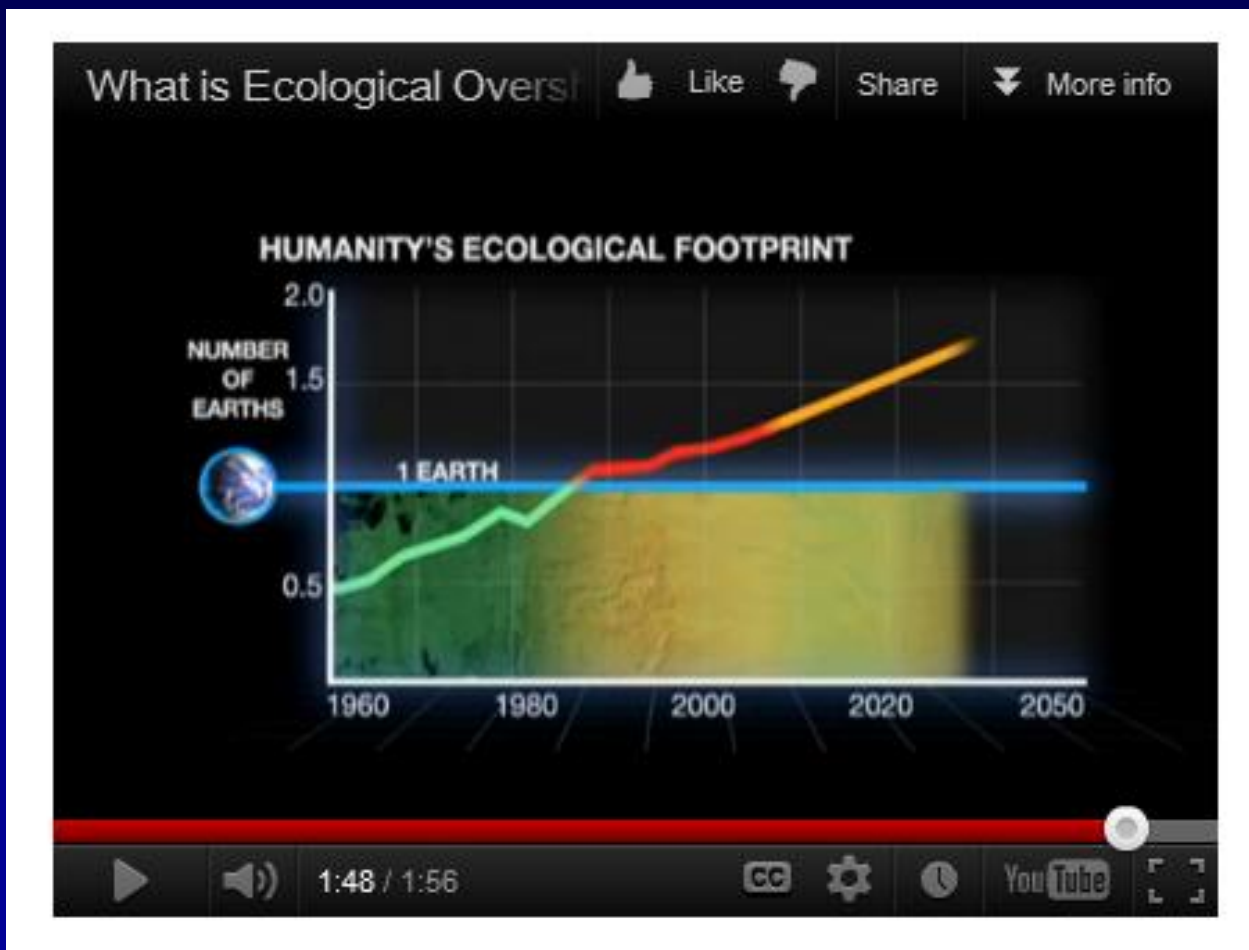 What is Ecological Oversh
Like
Share
More info
HUMANITY'S ECOLOGICAL FOOTPRINT
2.0
NUMBER
OF
EARTHS
1.5
1 EARTH
0.5
1960 1980 2000 2020 2050
1:48 / 1:56
CC
YouTube